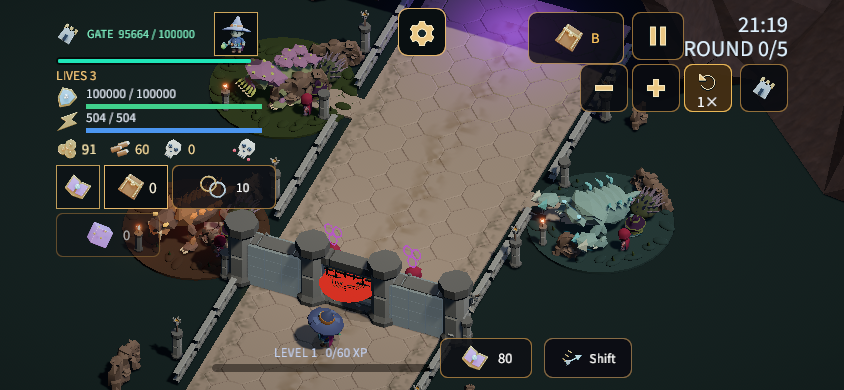 GATE 95664 / 100000
LIVES 3
100000 / 100000
504 / 504
91 60 0
0 10
0
B
21:19
ROUND 0/5
1×
LEVEL 1 0/60 XP
80
Shift